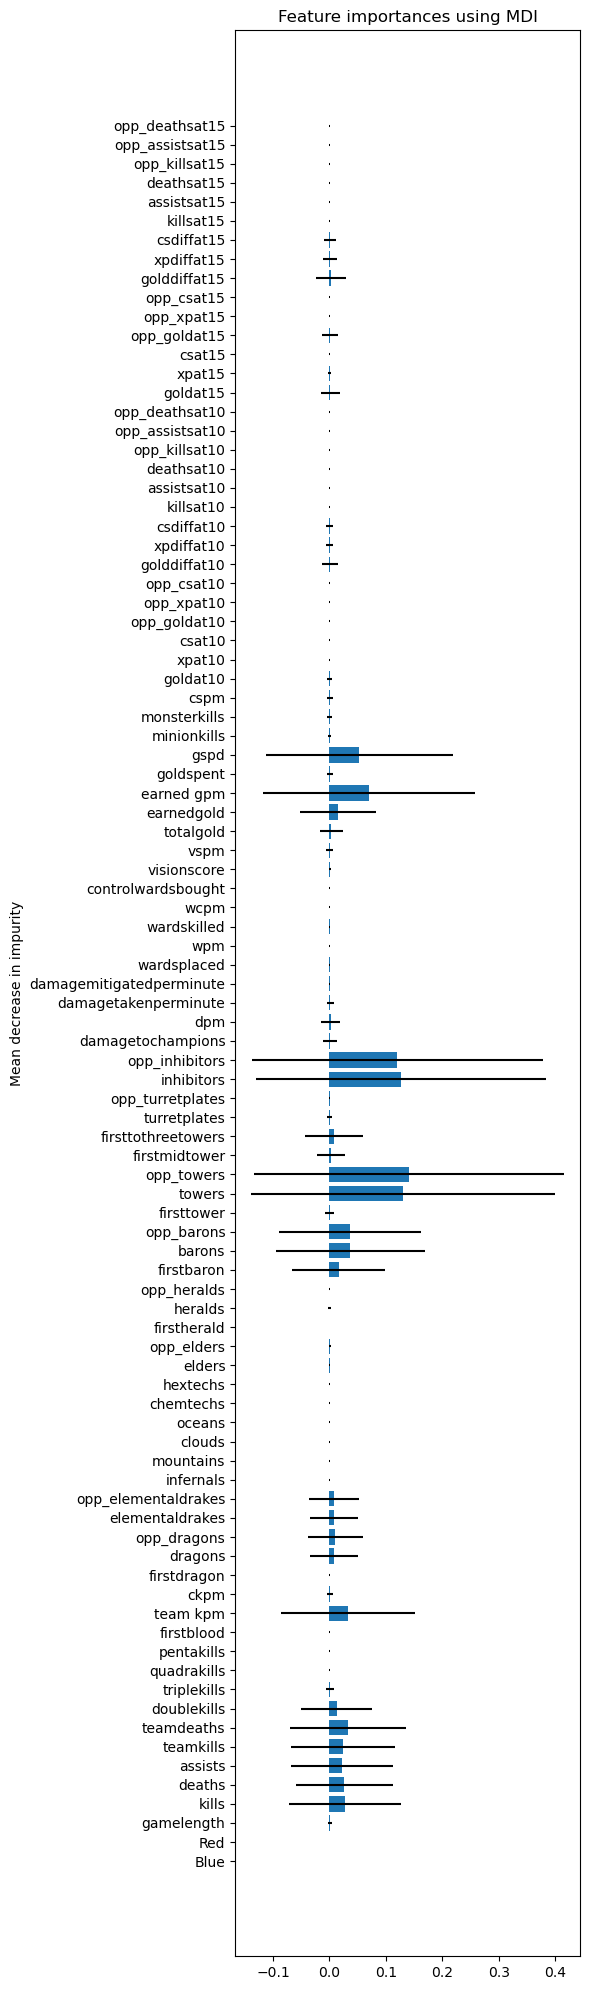 Feature importances using MDI
opp_deathsat15
opp_assistsat15
opp_killsat15
deathsat15
assistsat15
killsat15
csdiffat15
xpdiffat15
golddiffat15
opp_csat15
opp_xpat15
opp_goldat15
csat15
xpat15
goldat15
opp_deathsat10
opp_assistsat10
opp_killsat10
deathsat10
assistsat10
killsat10
csdiffat10
xpdiffat10
golddiffat10
opp_csat10
opp_xpat10
opp_goldat10
csat10
xpat10
goldat10
cspm
monsterkills
minionkills
gspd
goldspent
earned gpm
earnedgold
totalgold
vspm
visionscore
controlwardsbought
wcpm
wardskilled
wpm
wardsplaced
damagemitigatedperminute
damagetakenperminute
dpm
damagetochampions
opp_inhibitors
inhibitors
opp_turretplates
turretplates
firsttothreetowers
firstmidtower
opp_towers
towers
firsttower
opp_barons
barons
firstbaron
opp_heralds
heralds
firstherald
opp_elders
elders
hextechs
chemtechs
oceans
clouds
mountains
infernals
opp_elementaldrakes
elementaldrakes
opp_dragons
dragons
firstdragon
ckpm
team kpm
firstblood
pentakills
quadrakills
triplekills
doublekills
teamdeaths
teamkills
assists
deaths
kills
gamelength
Red
Blue
Mean decrease in impurity
−0.1 0.0 0.1 0.2 0.3 0.4